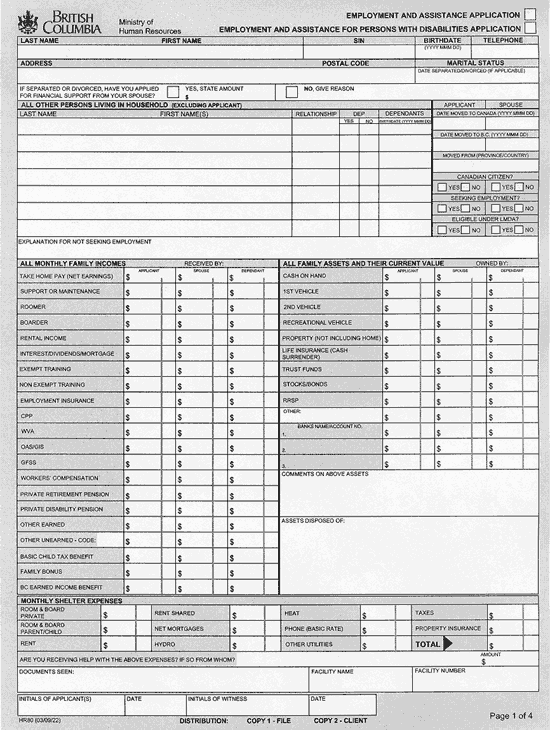 BRITISH COLUMBIA
Ministry of Human Resources
EMPLOYMENT AND ASSISTANCE APPLICATION
EMPLOYMENT AND ASSISTANCE FOR PERSONS WITH DISABILITIES APPLICATION
LAST NAME FIRST NAME SIN BIRTHDATE (YYYY MMM DD) TELEPHONE
ADDRESS POSTAL CODE MARITAL STATUS
DATE SEPARATED/DIVORCED (IF APPLICABLE)
IF SEPARATED OR DIVORCED, HAVE YOU APPLIED FOR FINANCIAL SUPPORT FROM YOUR SPOUSE? YES, STATE AMOUNT $ NO, GIVE REASON
ALL OTHER PERSONS LIVING IN HOUSEHOLD (EXCLUDING APPLICANT) APPLICANT SPOUSE
LAST NAME FIRST NAME(S) RELATIONSHIP DEP YES NO DEPENDANTS BIRTHDATE (YYYY MMM DD)
DATE MOVED TO CANADA (YYYY MMM DD)
DATE MOVED TO B.C. (YYYY MMM DD)
MOVED FROM (PROVINCE/COUNTRY)
CANADIAN CITIZEN?
YES NO YES NO
SEEKING EMPLOYMENT?
YES NO YES NO
ELIGIBLE UNDER LMDA?
YES NO YES NO
EXPLANATION FOR NOT SEEKING EMPLOYMENT
ALL MONTHLY FAMILY INCOMES RECEIVED BY:
APPLICANT SPOUSE DEPENDANT
TAKE HOME PAY (NET EARNINGS) $ $ $
SUPPORT OR MAINTENANCE $ $ $
ROOMER $ $ $
BOARDER $ $ $
RENTAL INCOME $ $ $
INTEREST/DIVIDENDS/MORTGAGE $ $ $
EXEMPT TRAINING $ $ $
NON EXEMPT TRAINING $ $ $
EMPLOYMENT INSURANCE $ $ $
CPP $ $ $
WVA $ $ $
OAS/GIS $ $ $
GFSS $ $ $
WORKERS' COMPENSATION $ $ $
PRIVATE RETIREMENT PENSION $ $ $
PRIVATE DISABILITY PENSION $ $ $
OTHER EARNED $ $ $
OTHER UNEARNED - CODE: $ $ $
BASIC CHILD TAX BENEFIT $ $ $
FAMILY BONUS $ $ $
BC EARNED INCOME BENEFIT $ $ $
ALL FAMILY ASSETS AND THEIR CURRENT VALUE OWNED BY:
APPLICANT SPOUSE DEPENDANT
CASH ON HAND $ $ $
1ST VEHICLE $ $ $
2ND VEHICLE $ $ $
RECREATIONAL VEHICLE $ $ $
PROPERTY (NOT INCLUDING HOME) $ $ $
LIFE INSURANCE (CASH SURRENDER) $ $ $
TRUST FUNDS $ $ $
STOCKS/BONDS $ $ $
RRSP $ $ $
OTHER: $ $ $
BANKS NAME/ACCOUNT NO.
1. $ $ $
2. $ $ $
3. $ $ $
COMMENTS ON ABOVE ASSETS
ASSETS DISPOSED OF:
MONTHLY SHELTER EXPENSES
ROOM & BOARD PRIVATE $ RENT SHARED $ HEAT $ TAXES $
ROOM & BOARD PARENT/CHILD $ NET MORTGAGES $ PHONE (BASIC RATE) $ PROPERTY INSURANCE $
RENT $ HYDRO $ OTHER UTILITIES $ TOTAL $
ARE YOU RECEIVING HELP WITH THE ABOVE EXPENSES? IF SO FROM WHOM? AMOUNT $
DOCUMENTS SEEN: FACILITY NAME FACILITY NUMBER
INITIALS OF APPLICANT(S) DATE INITIALS OF WITNESS DATE
HR80 (03/09/22) DISTRIBUTION: COPY 1 - FILE COPY 2 - CLIENT Page 1 of 4